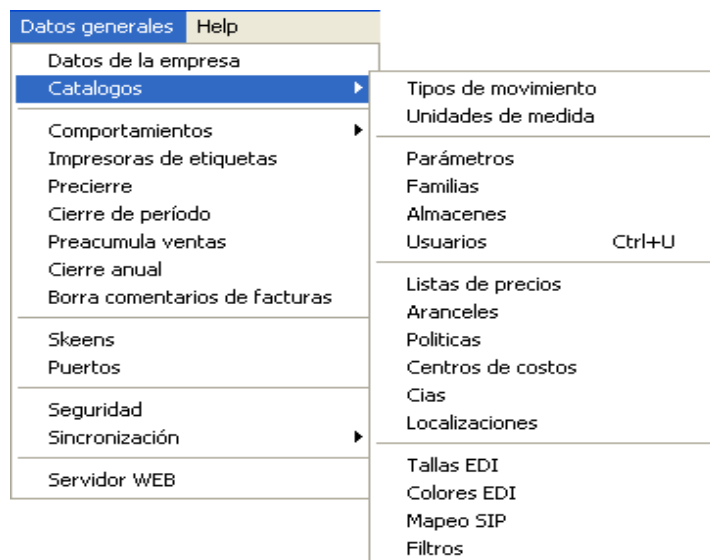 Datos generales Help
Datos de la empresa
Catalogos
Comportamientos
Impresoras de etiquetas
Precierre
Cierre de período
Preacumula ventas
Cierre anual
Borra comentarios de facturas
Skeens
Puertos
Seguridad
Sincronización
Servidor WEB
Tipos de movimiento
Unidades de medida
Parámetros
Familias
Almacenes
Usuarios Ctrl+U
Listas de precios
Aranceles
Politicas
Centros de costos
Cias
Localizaciones
Tallas EDI
Colores EDI
Mapeo SIP
Filtros